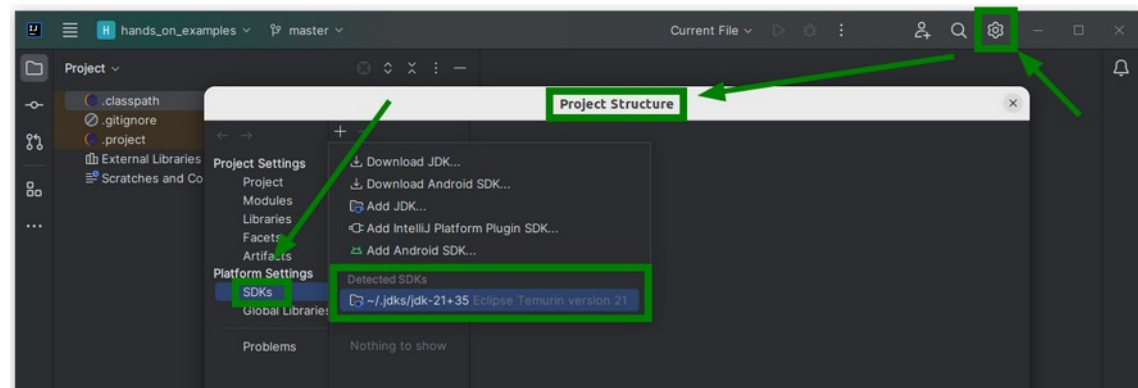 IJ
H hands_on_examples master Current File
Project
.classpath
Project Structure
.gitignore
.project
External Libraries
Scratches and Co
Project Settings
Project
Modules
Libraries
Facets
Artifacts
Platform Settings
SDKs
Global Libraries
Problems
Download JDK...
Download Android SDK...
Add JDK...
Add IntelliJ Platform Plugin SDK...
Add Android SDK...
Detected SDKs
~/.jdks/jdk-21+35 Eclipse Temurin version 21
Nothing to show